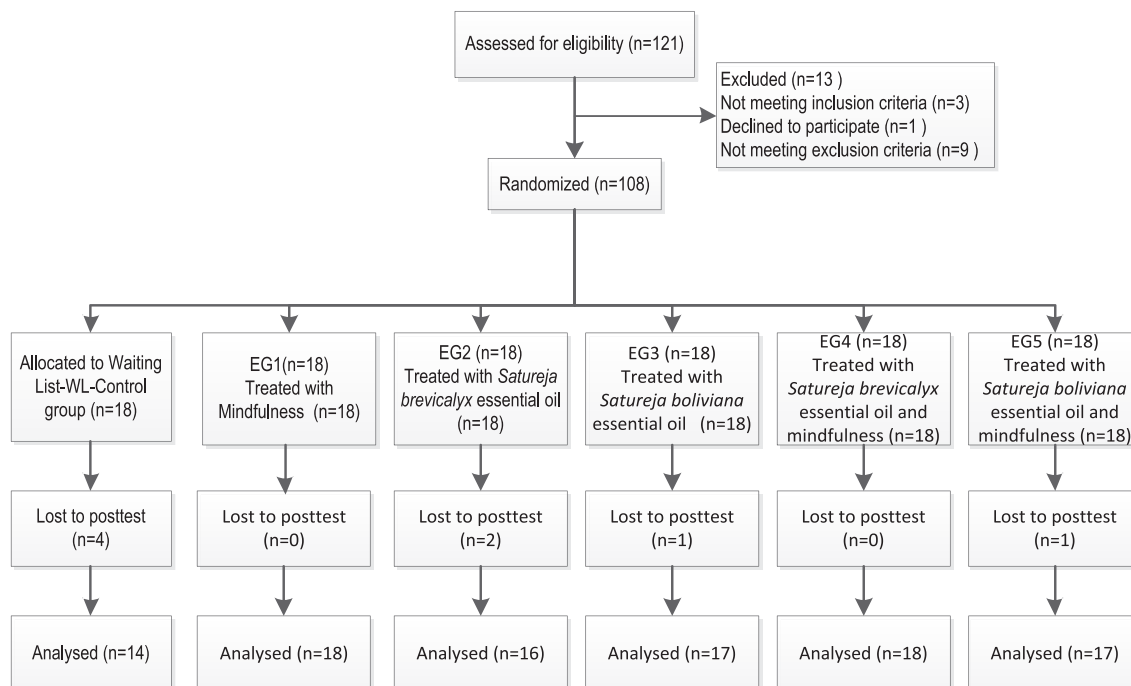 Assessed for eligibility (n=121)
Excluded (n=13 )
Not meeting inclusion criteria (n=3)
Declined to participate (n=1 )
Not meeting exclusion criteria (n=9 )
Randomized (n=108)
Allocated to Waiting
List-WL-Control
group (n=18)
EG1(n=18)
Treated with
Mindfulness (n=18)
EG2 (n=18)
Treated with Satureja
brevicalyx essential oil
(n=18)
EG3 (n=18)
Treated with
Satureja boliviana
essential oil (n=18)
EG4 (n=18)
Treated with
Satureja brevicalyx
essential oil and
mindfulness (n=18)
EG5 (n=18)
Treated with
Satureja boliviana
essential oil and
mindfulness (n=18)
Lost to posttest
(n=4)
Lost to posttest
(n=0)
Lost to posttest
(n=2)
Lost to posttest
(n=1)
Lost to posttest
(n=0)
Lost to posttest
(n=1)
Analysed (n=14)
Analysed (n=18)
Analysed (n=16)
Analysed (n=17)
Analysed (n=18)
Analysed (n=17)